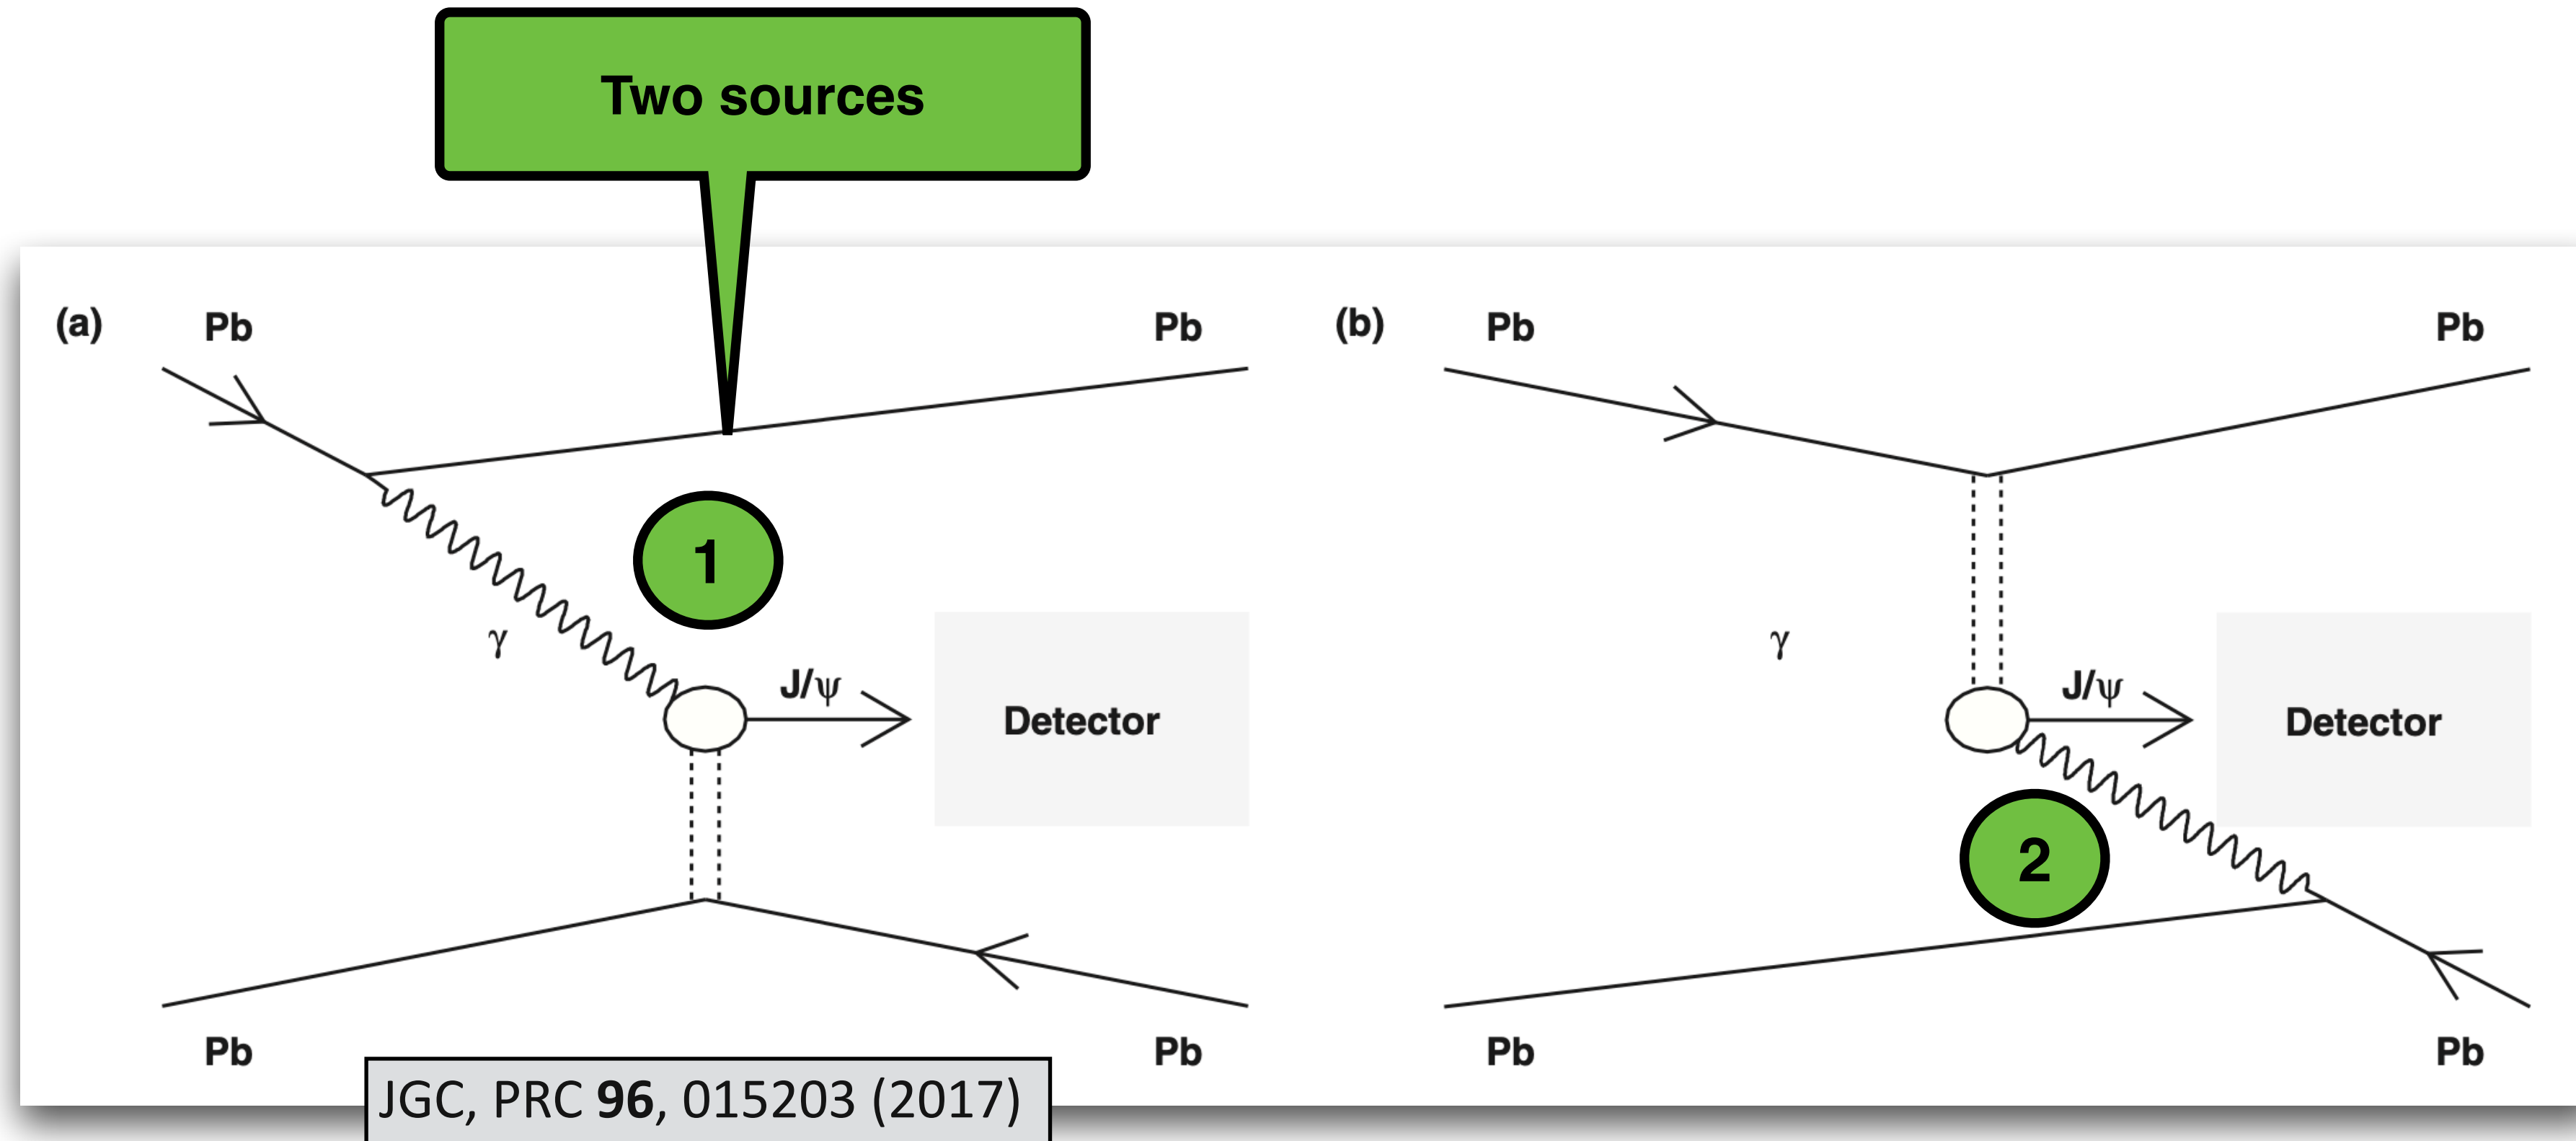 Two sources
(a)
Pb
Pb
(b)
Pb
Pb
1
γ
γ
J/ψ
J/ψ
Detector
Detector
2
Pb
Pb
Pb
Pb
JGC, PRC 96, 015203 (2017)